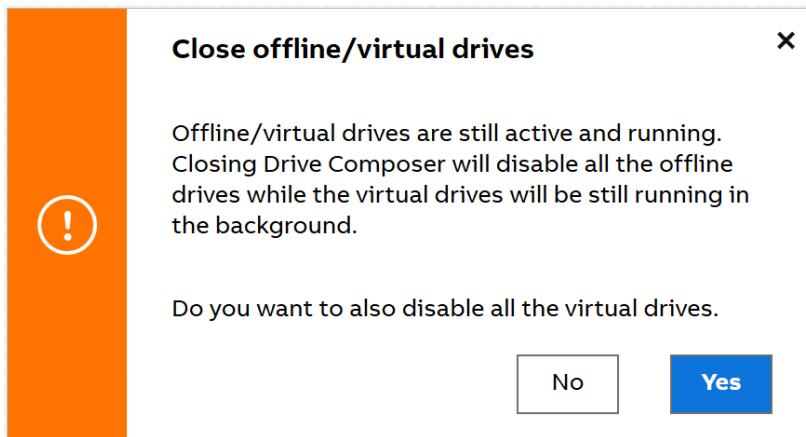 Close offline/virtual drives
Offline/virtual drives are still active and running.
Closing Drive Composer will disable all the offline
drives while the virtual drives will be still running in
the background.
Do you want to also disable all the virtual drives.
No
Yes